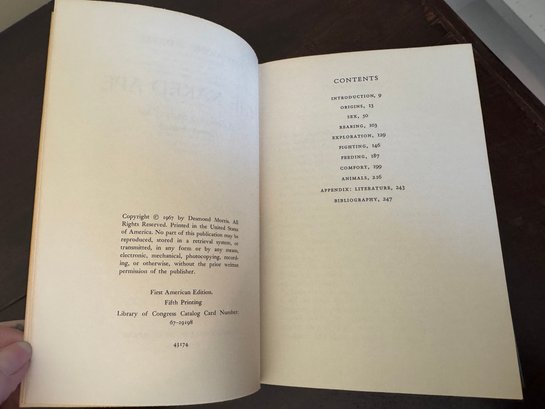 Copyright © 1967 by Desmond Morris. All
Rights Reserved. Printed in the United States
of America. No part of this publication may be
reproduced, stored in a retrieval system, or
transmitted, in any form or by any means,
electronic, mechanical, photocopying, record-
ing, or otherwise, without the prior written
permission of the publisher.
First American Edition.
Fifth Printing
Library of Congress Catalog Card Number:
67-29198
43174
CONTENTS
INTRODUCTION, 9
ORIGINS, 13
SEX, 50
REARING, 103
EXPLORATION, 129
FIGHTING, 146
FEEDING, 187
COMFORT, 199
ANIMALS, 226
APPENDIX: LITERATURE, 243
BIBLIOGRAPHY, 247